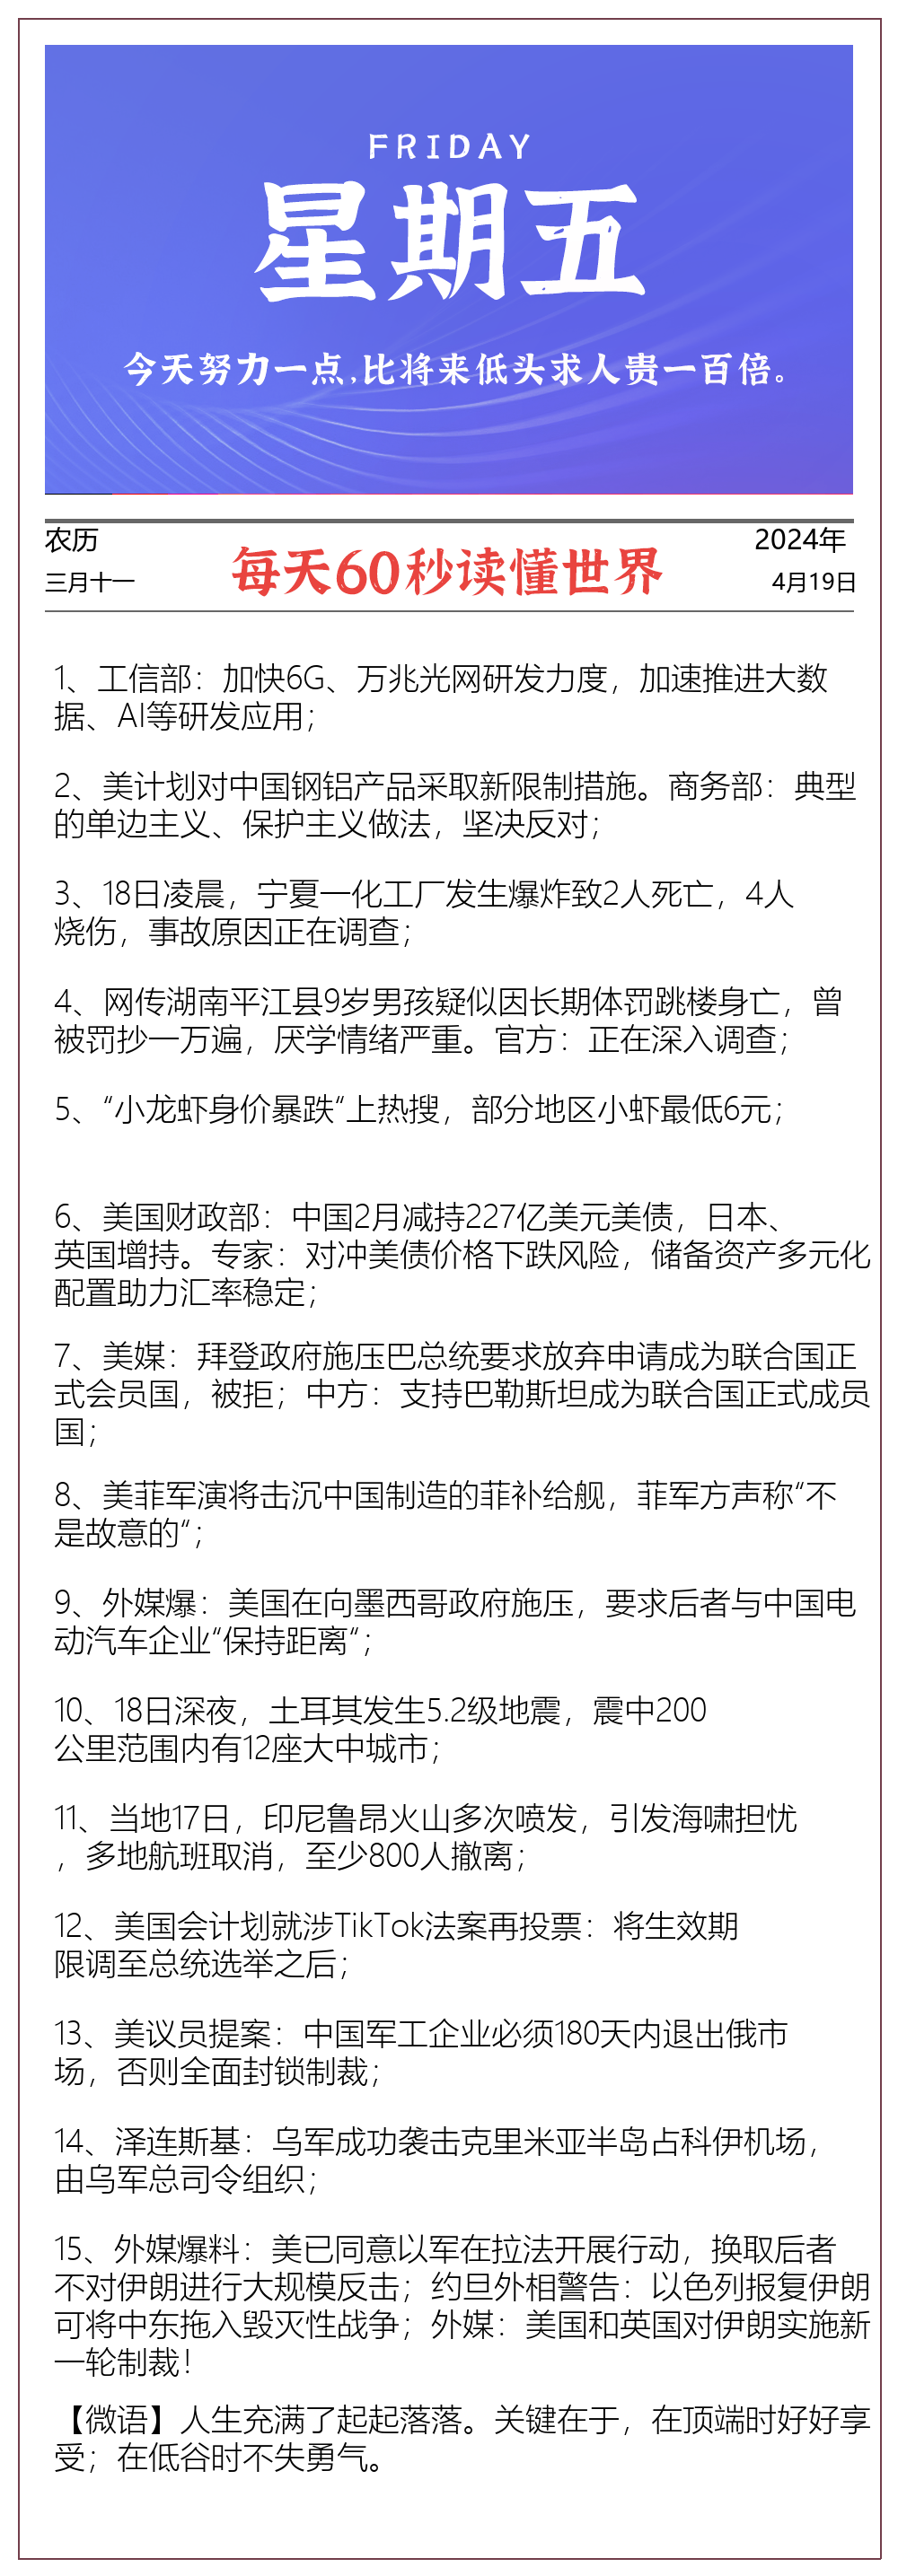 FRIDAY
星期五
今天努力一点,比将来低头求人贵一百倍。
农历
三月十一
每天60秒读懂世界
2024年
4月19日
1、工信部：加快6G、万兆光网研发力度，加速推进大数
据、AI等研发应用；
2、美计划对中国钢铝产品采取新限制措施。商务部：典型
的单边主义、保护主义做法，坚决反对；
3、18日凌晨，宁夏一化工厂发生爆炸致2人死亡，4人
烧伤，事故原因正在调查；
4、网传湖南平江县9岁男孩疑似因长期体罚跳楼身亡，曾
被罚抄一万遍，厌学情绪严重。官方：正在深入调查；
5、“小龙虾身价暴跌“上热搜，部分地区小虾最低6元；
6、美国财政部：中国2月减持227亿美元美债，日本、
英国增持。专家：对冲美债价格下跌风险，储备资产多元化
配置助力汇率稳定；
7、美媒：拜登政府施压巴总统要求放弃申请成为联合国正
式会员国，被拒；中方：支持巴勒斯坦成为联合国正式成员
国；
8、美菲军演将击沉中国制造的菲补给舰，菲军方声称“不
是故意的“；
9、外媒爆：美国在向墨西哥政府施压，要求后者与中国电
动汽车企业“保持距离“；
10、18日深夜，土耳其发生5.2级地震，震中200
公里范围内有12座大中城市；
11、当地17日，印尼鲁昂火山多次喷发，引发海啸担忧
，多地航班取消，至少800人撤离；
12、美国会计划就涉TikTok法案再投票：将生效期
限调至总统选举之后；
13、美议员提案：中国军工企业必须180天内退出俄市
场，否则全面封锁制裁；
14、泽连斯基：乌军成功袭击克里米亚半岛占科伊机场，
由乌军总司令组织；
15、外媒爆料：美已同意以军在拉法开展行动，换取后者
不对伊朗进行大规模反击；约旦外相警告：以色列报复伊朗
可将中东拖入毁灭性战争；外媒：美国和英国对伊朗实施新
一轮制裁！
【微语】人生充满了起起落落。关键在于，在顶端时好好享
受；在低谷时不失勇气。